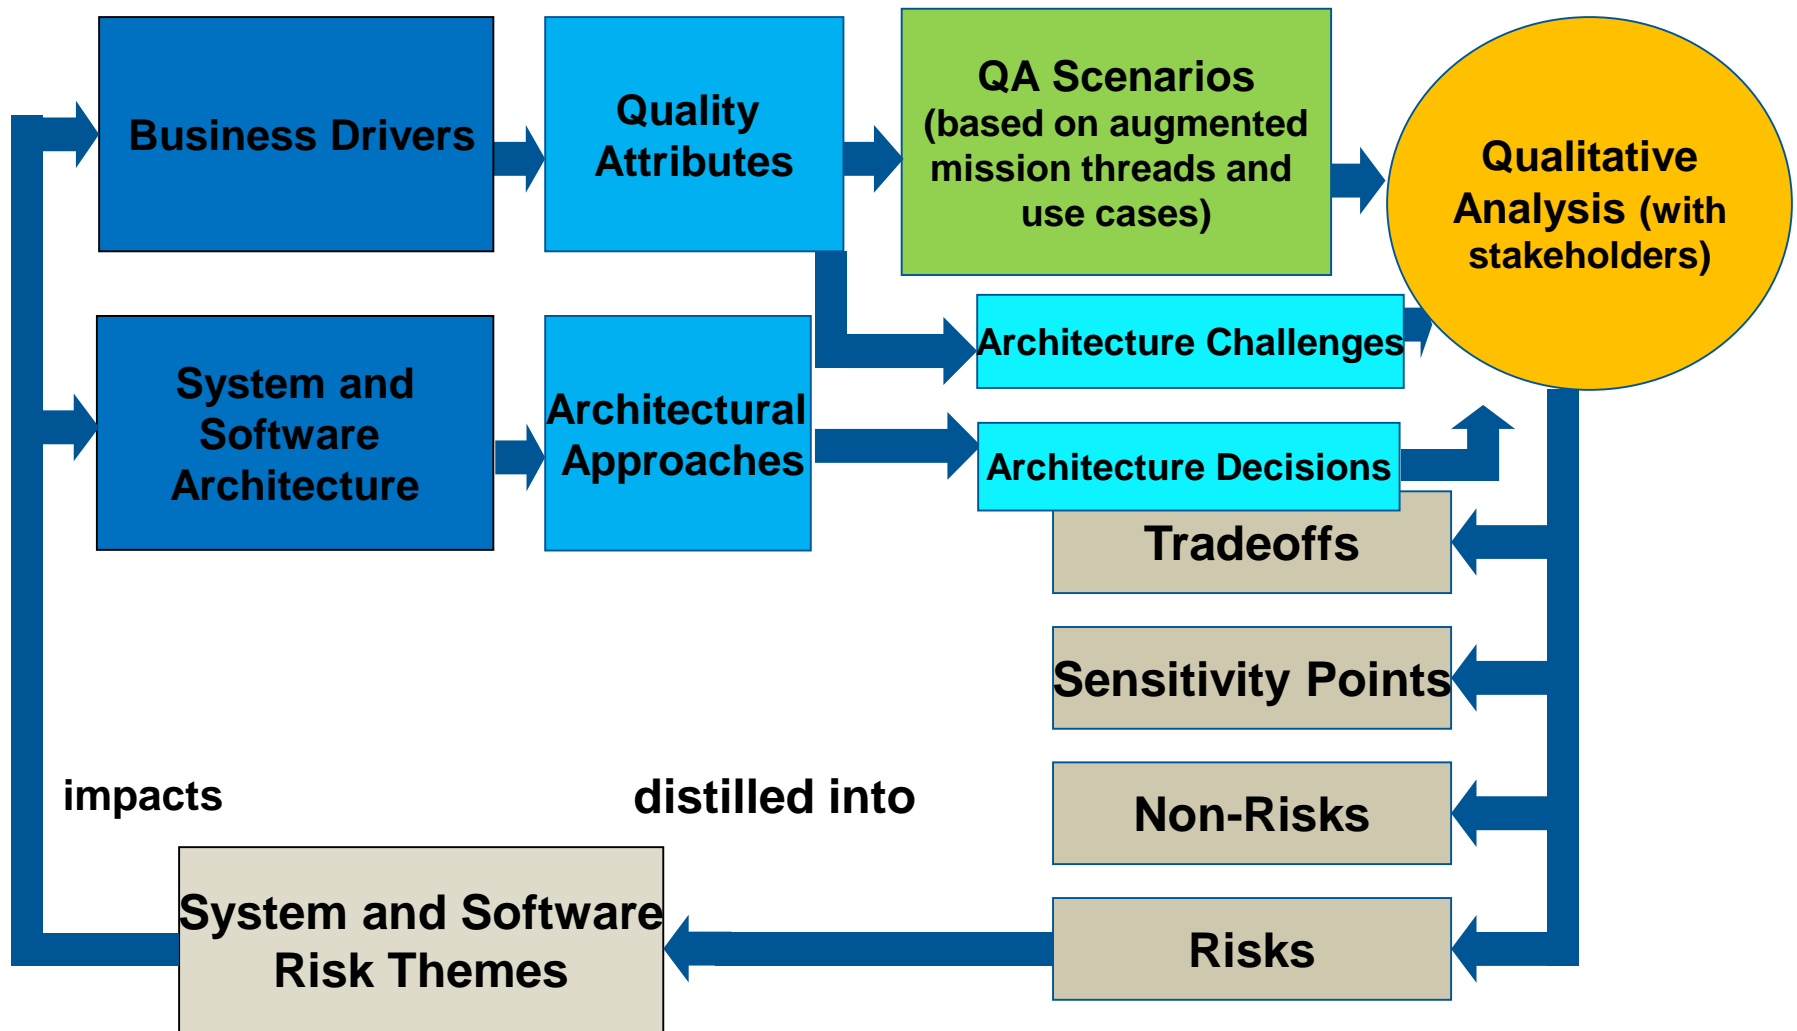 Business Drivers
Quality
Attributes
QA Scenarios
(based on augmented
mission threads and
use cases)
Qualitative
Analysis (with
stakeholders)
System and
Software
Architecture
Architectural
Approaches
Architecture Challenges
Architecture Decisions
Tradeoffs
Sensitivity Points
Non-Risks
Risks
distilled into
System and Software
Risk Themes
impacts